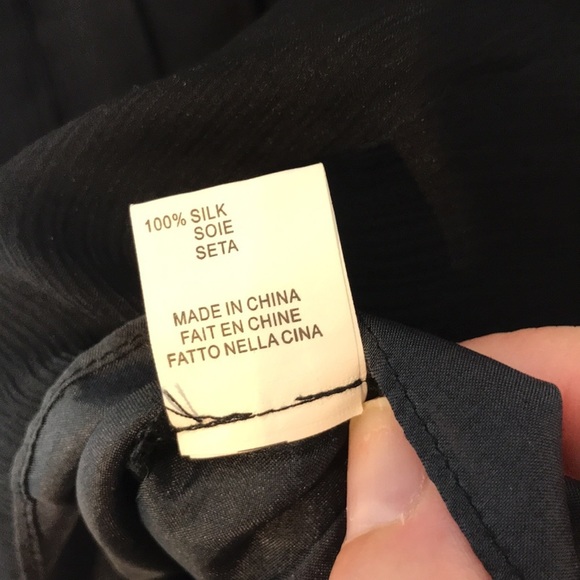 100% SILK
SOIE
SETA
MADE IN CHINA
FAIT EN CHINE
FATTO NELLA CINA